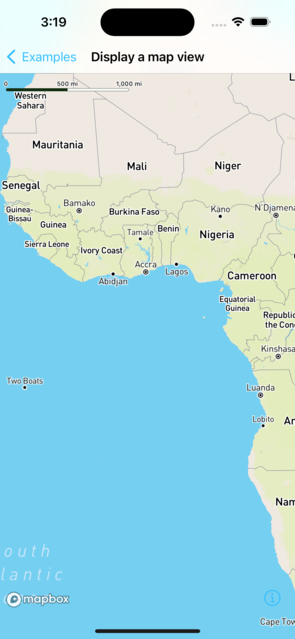 3:19
Examples
Display a map view
0
500 mi
1,000 mi
Western
Sahara
Mauritania
Mali
Niger
Senegal
Bamako
Kano
N'Djamena
Guinea-
Bissau
Burkina Faso
Guinea
Benin
Tamale
Nigeria
Sierra Leone
Ivory Coast
Accra
Lagos
Abidjan
Cameroon
Equatorial
Guinea
Republic
the Con
Kinshasa
Two Boats
Luanda
Lobito
An
Nam
outh
lantic
mapbox
Cape Tow